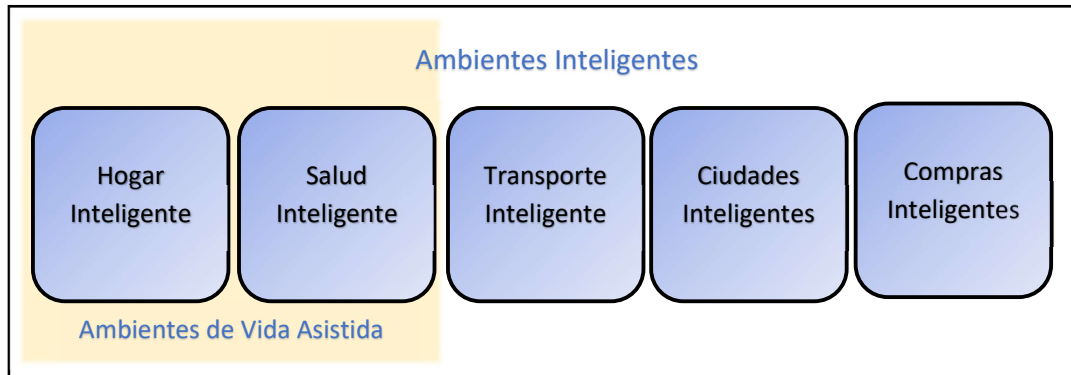 Ambientes Inteligentes
Hogar
Inteligente
Salud
Inteligente
Transporte
Inteligente
Ciudades
Inteligentes
Compras
Inteligentes
Ambientes de Vida Asistida